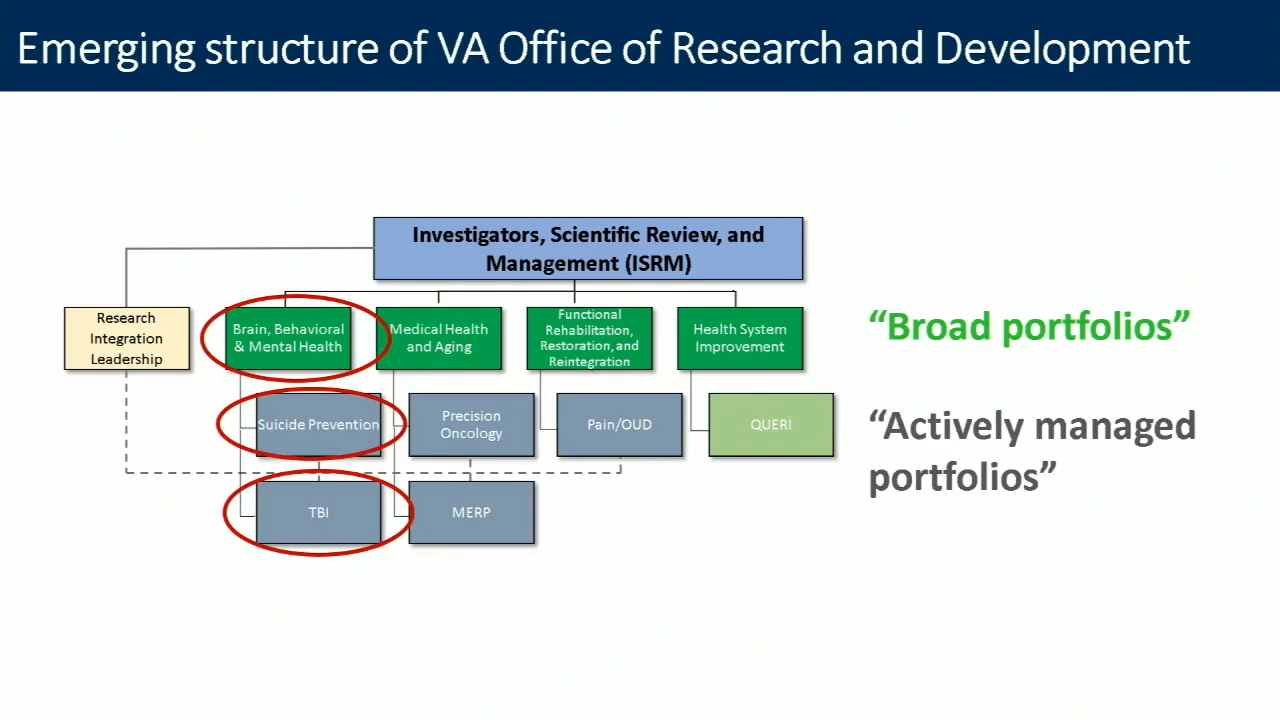 Emerging structure of VA Office of Research and Development
Investigators, Scientific Review, and
Management (ISRM)
Research
Integration
Leadership
Brain, Behavioral
& Mental Health
Medical Health
and Aging
Functional
Rehabilitation,
Restoration, and
Reintegration
Health System
Improvement
“Broad portfolios”
Suicide Prevention
Precision
Oncology
Pain/OUD
QUERI
“Actively managed
portfolios”
TBI
MERP